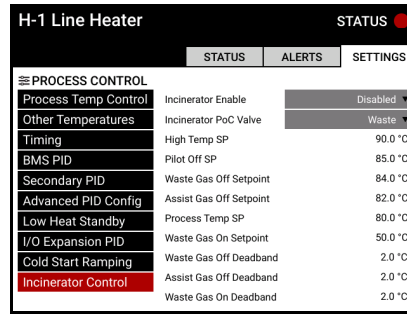 H-1 Line Heater
STATUS
STATUS ALERTS SETTINGS
PROCESS CONTROL
Process Temp Control
Other Temperatures
Timing
BMS PID
Secondary PID
Advanced PID Config
Low Heat Standby
I/O Expansion PID
Cold Start Ramping
Incinerator Control
Incinerator Enable Disabled
Incinerator PoC Valve Waste
High Temp SP 90.0 °C
Pilot Off SP 85.0 °C
Waste Gas Off Setpoint 84.0 °C
Assist Gas Off Setpoint 82.0 °C
Process Temp SP 80.0 °C
Waste Gas On Setpoint 50.0 °C
Waste Gas Off Deadband 2.0 °C
Assist Gas Off Deadband 2.0 °C
Waste Gas On Deadband 2.0 °C